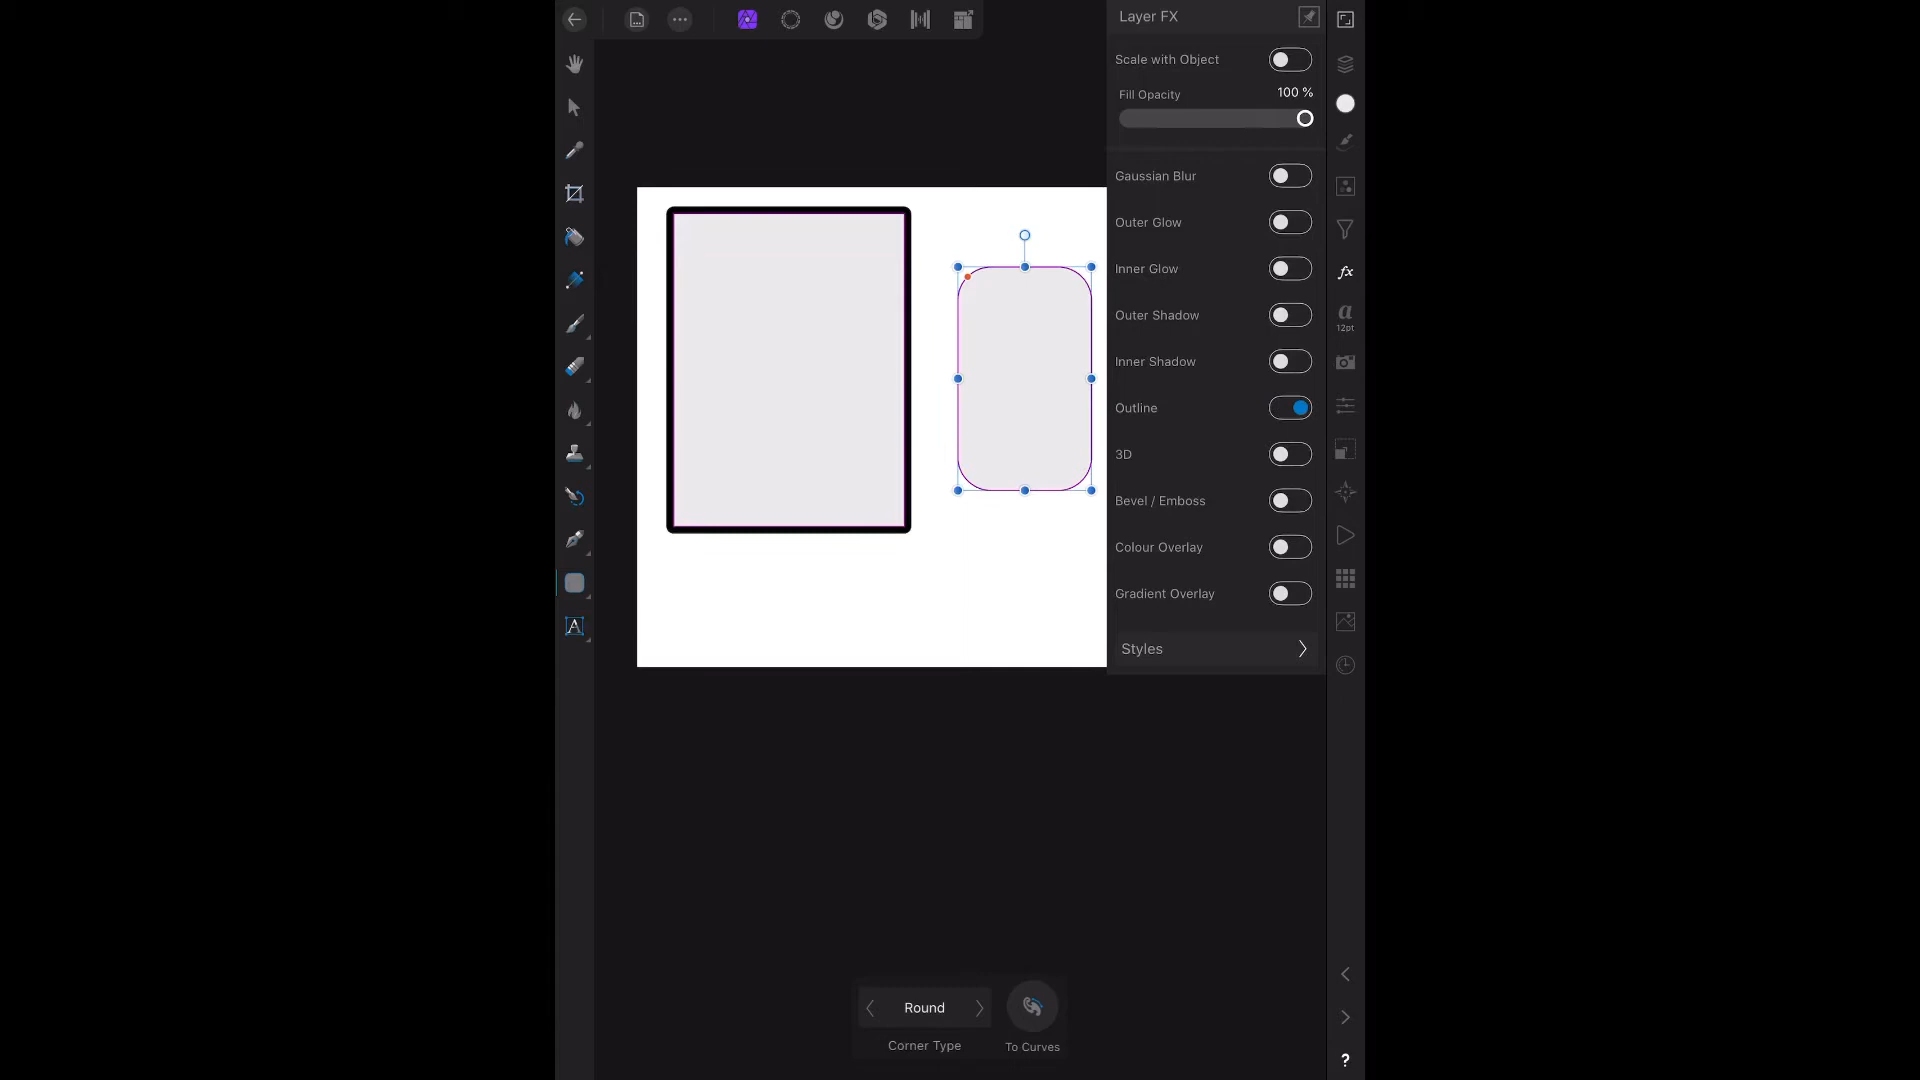 Layer FX
Scale with Object
Fill Opacity 100 %
Gaussian Blur
Outer Glow
Inner Glow
Outer Shadow
a
12pt
Inner Shadow
Outline
3D
Bevel / Emboss
Colour Overlay
Gradient Overlay
A
Styles
Round
Corner Type
To Curves
fx
?